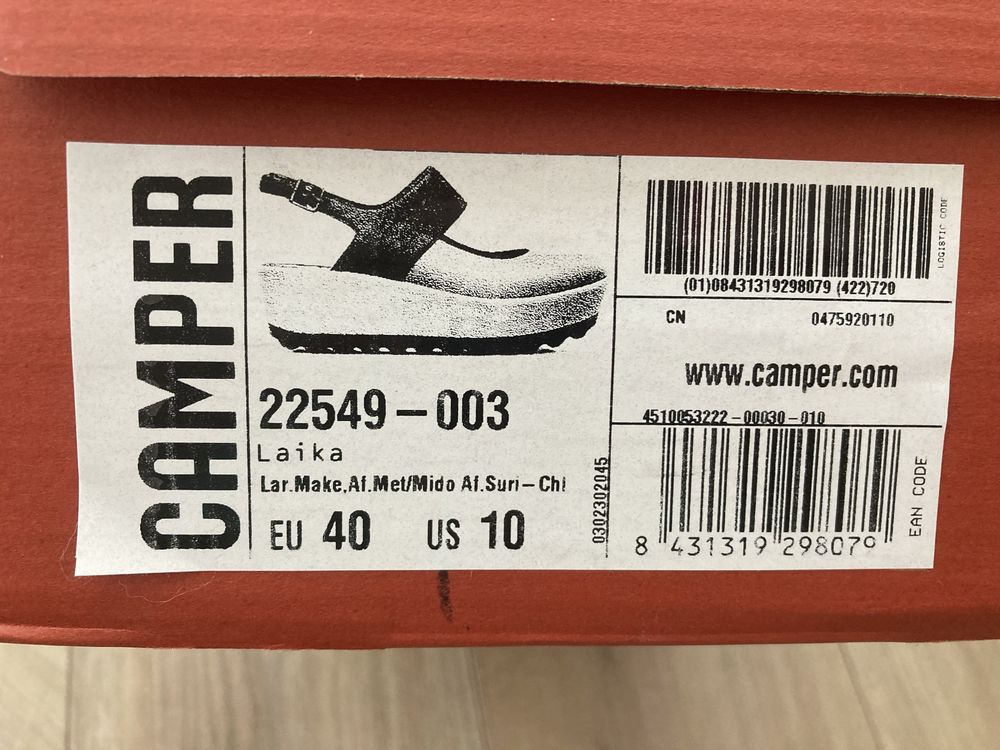 CAMPER
22549-003
Laika
Lar.Make,Af.Met/Mido Af.Suri-Chi
EU 40 US 10
0302302045
LOGISTIC CODE
(01)08431319298079 (422)720
CN 0475920110
www.camper.com
4510053222-00030-010
EAN CODE
8 431319 298079